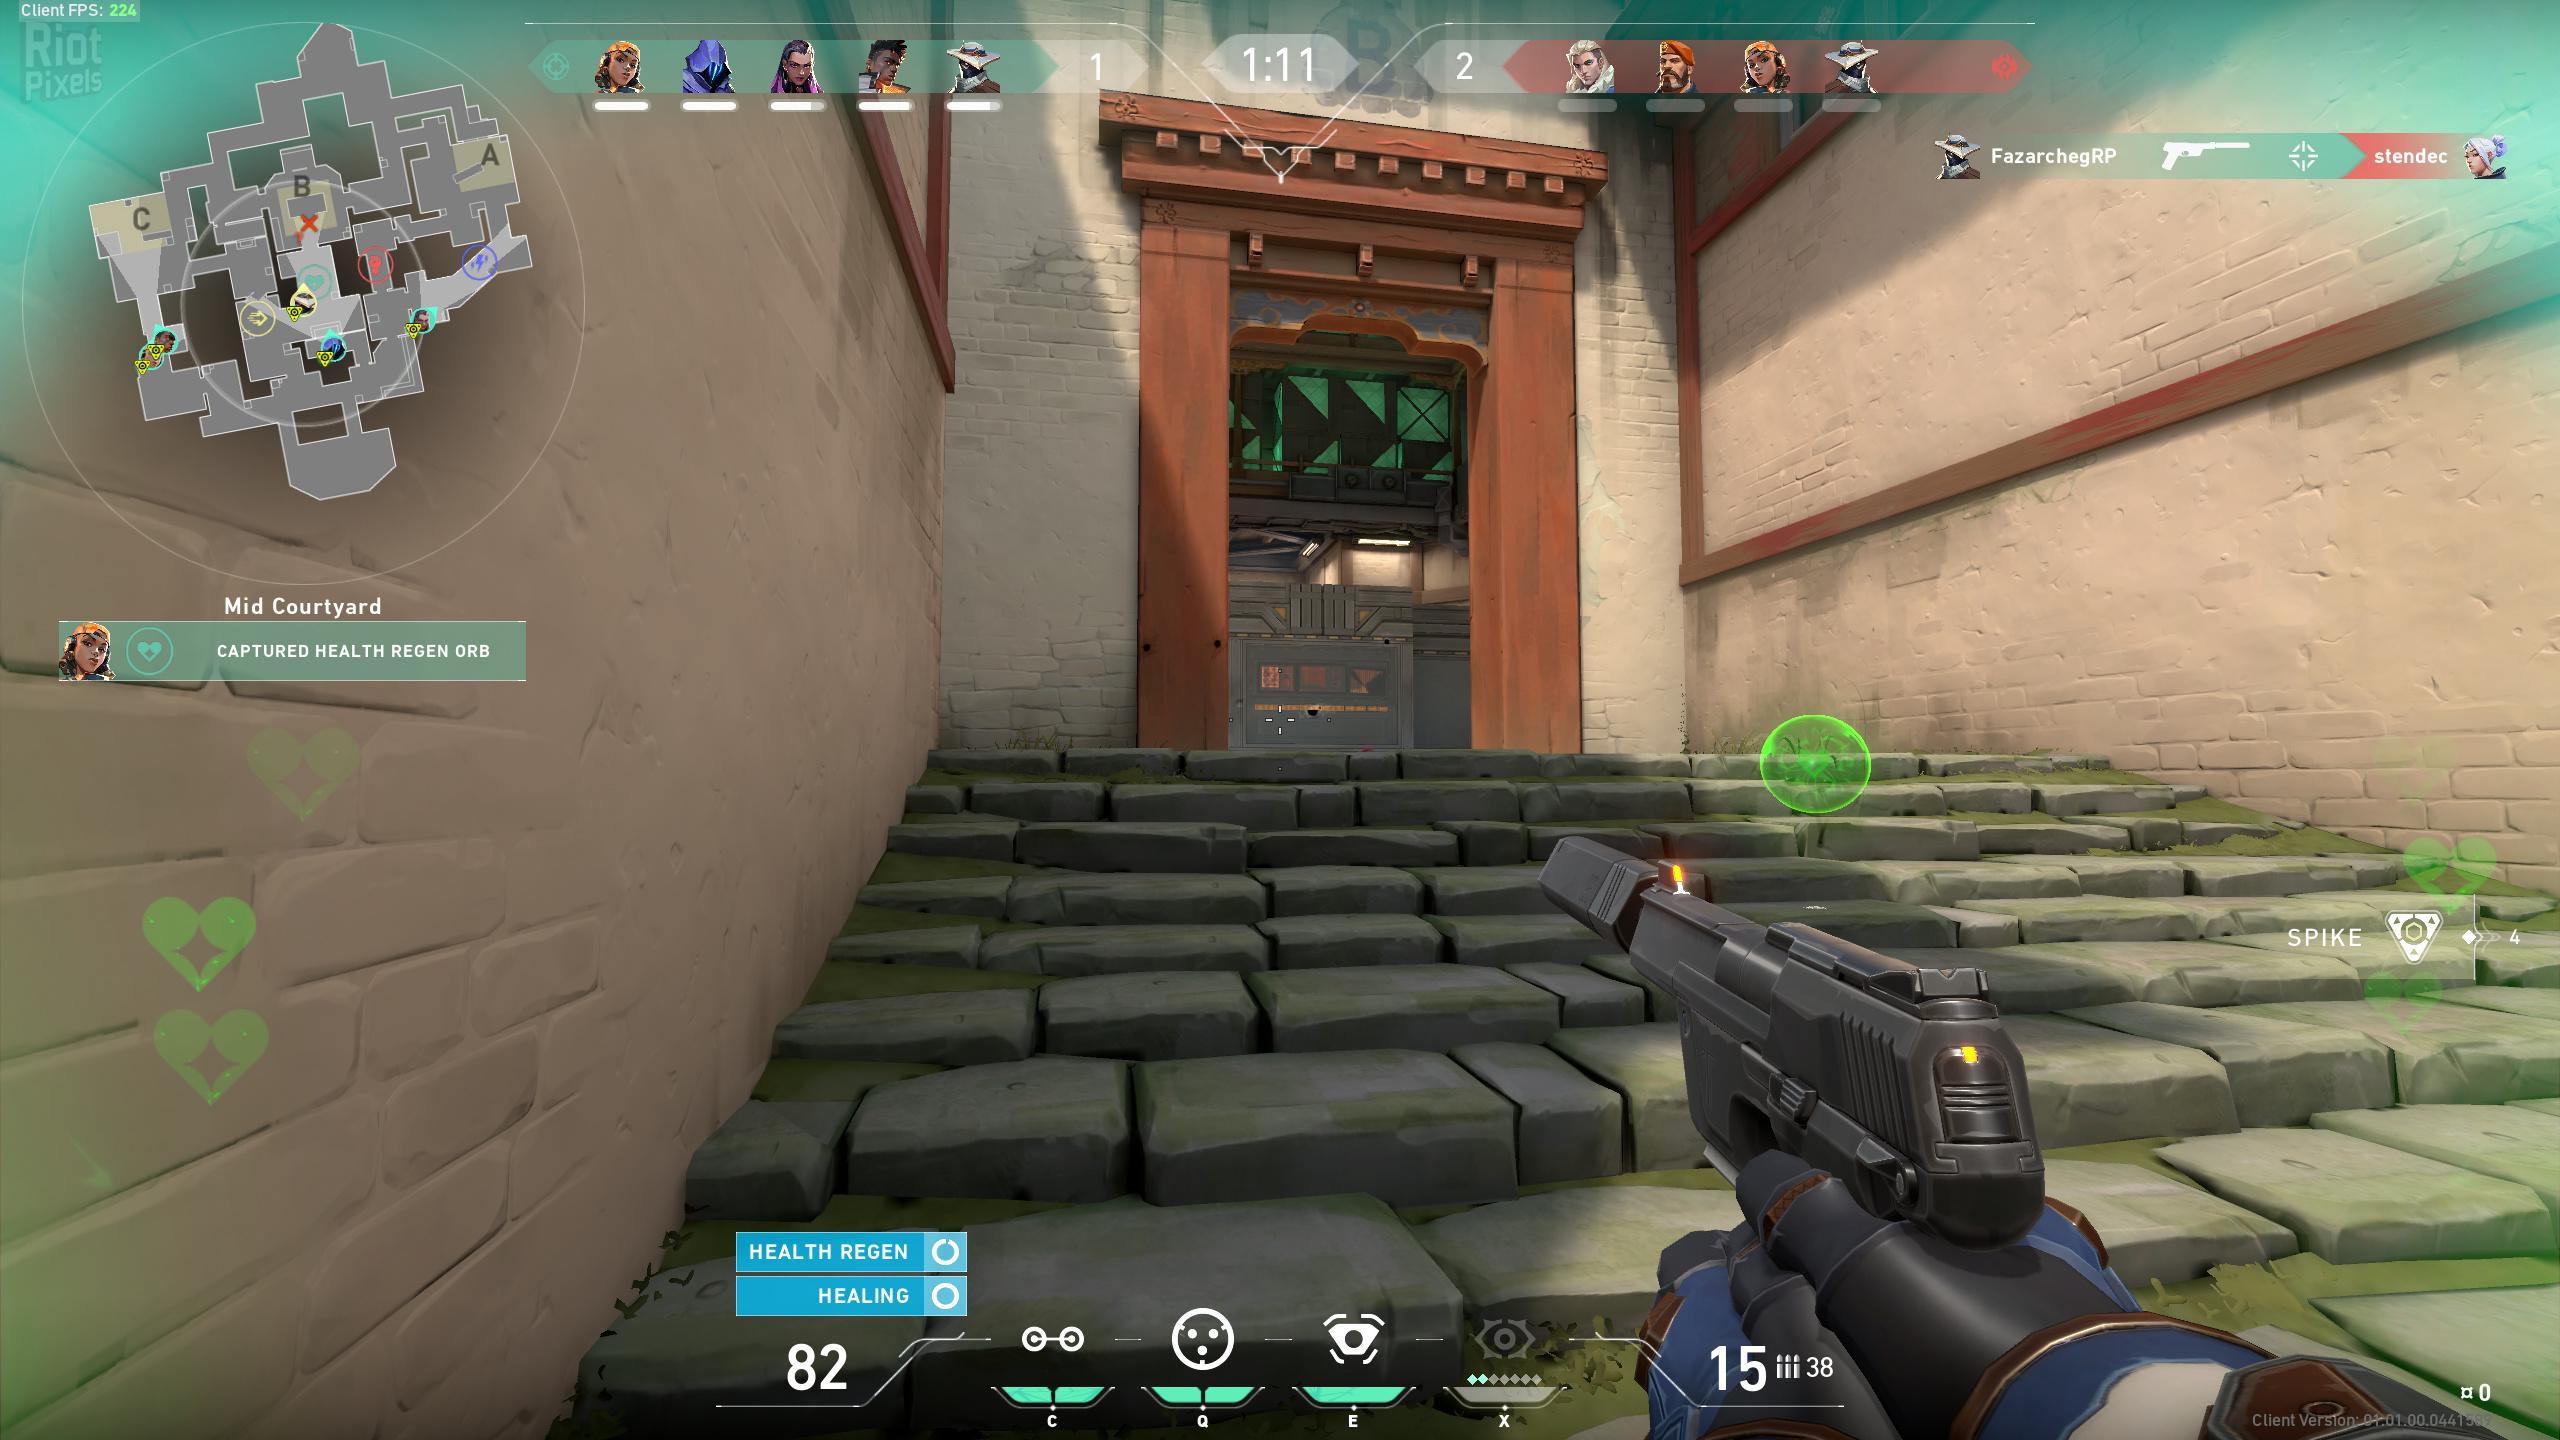 Client FPS: 224
Riot
Pixels
1
1:11
2
B
A
B
C
FazarchegRP stendec
Mid Courtyard
CAPTURED HEALTH REGEN ORB
SPIKE 4
HEALTH REGEN
HEALING
82
15 38
C Q E X
¤ 0